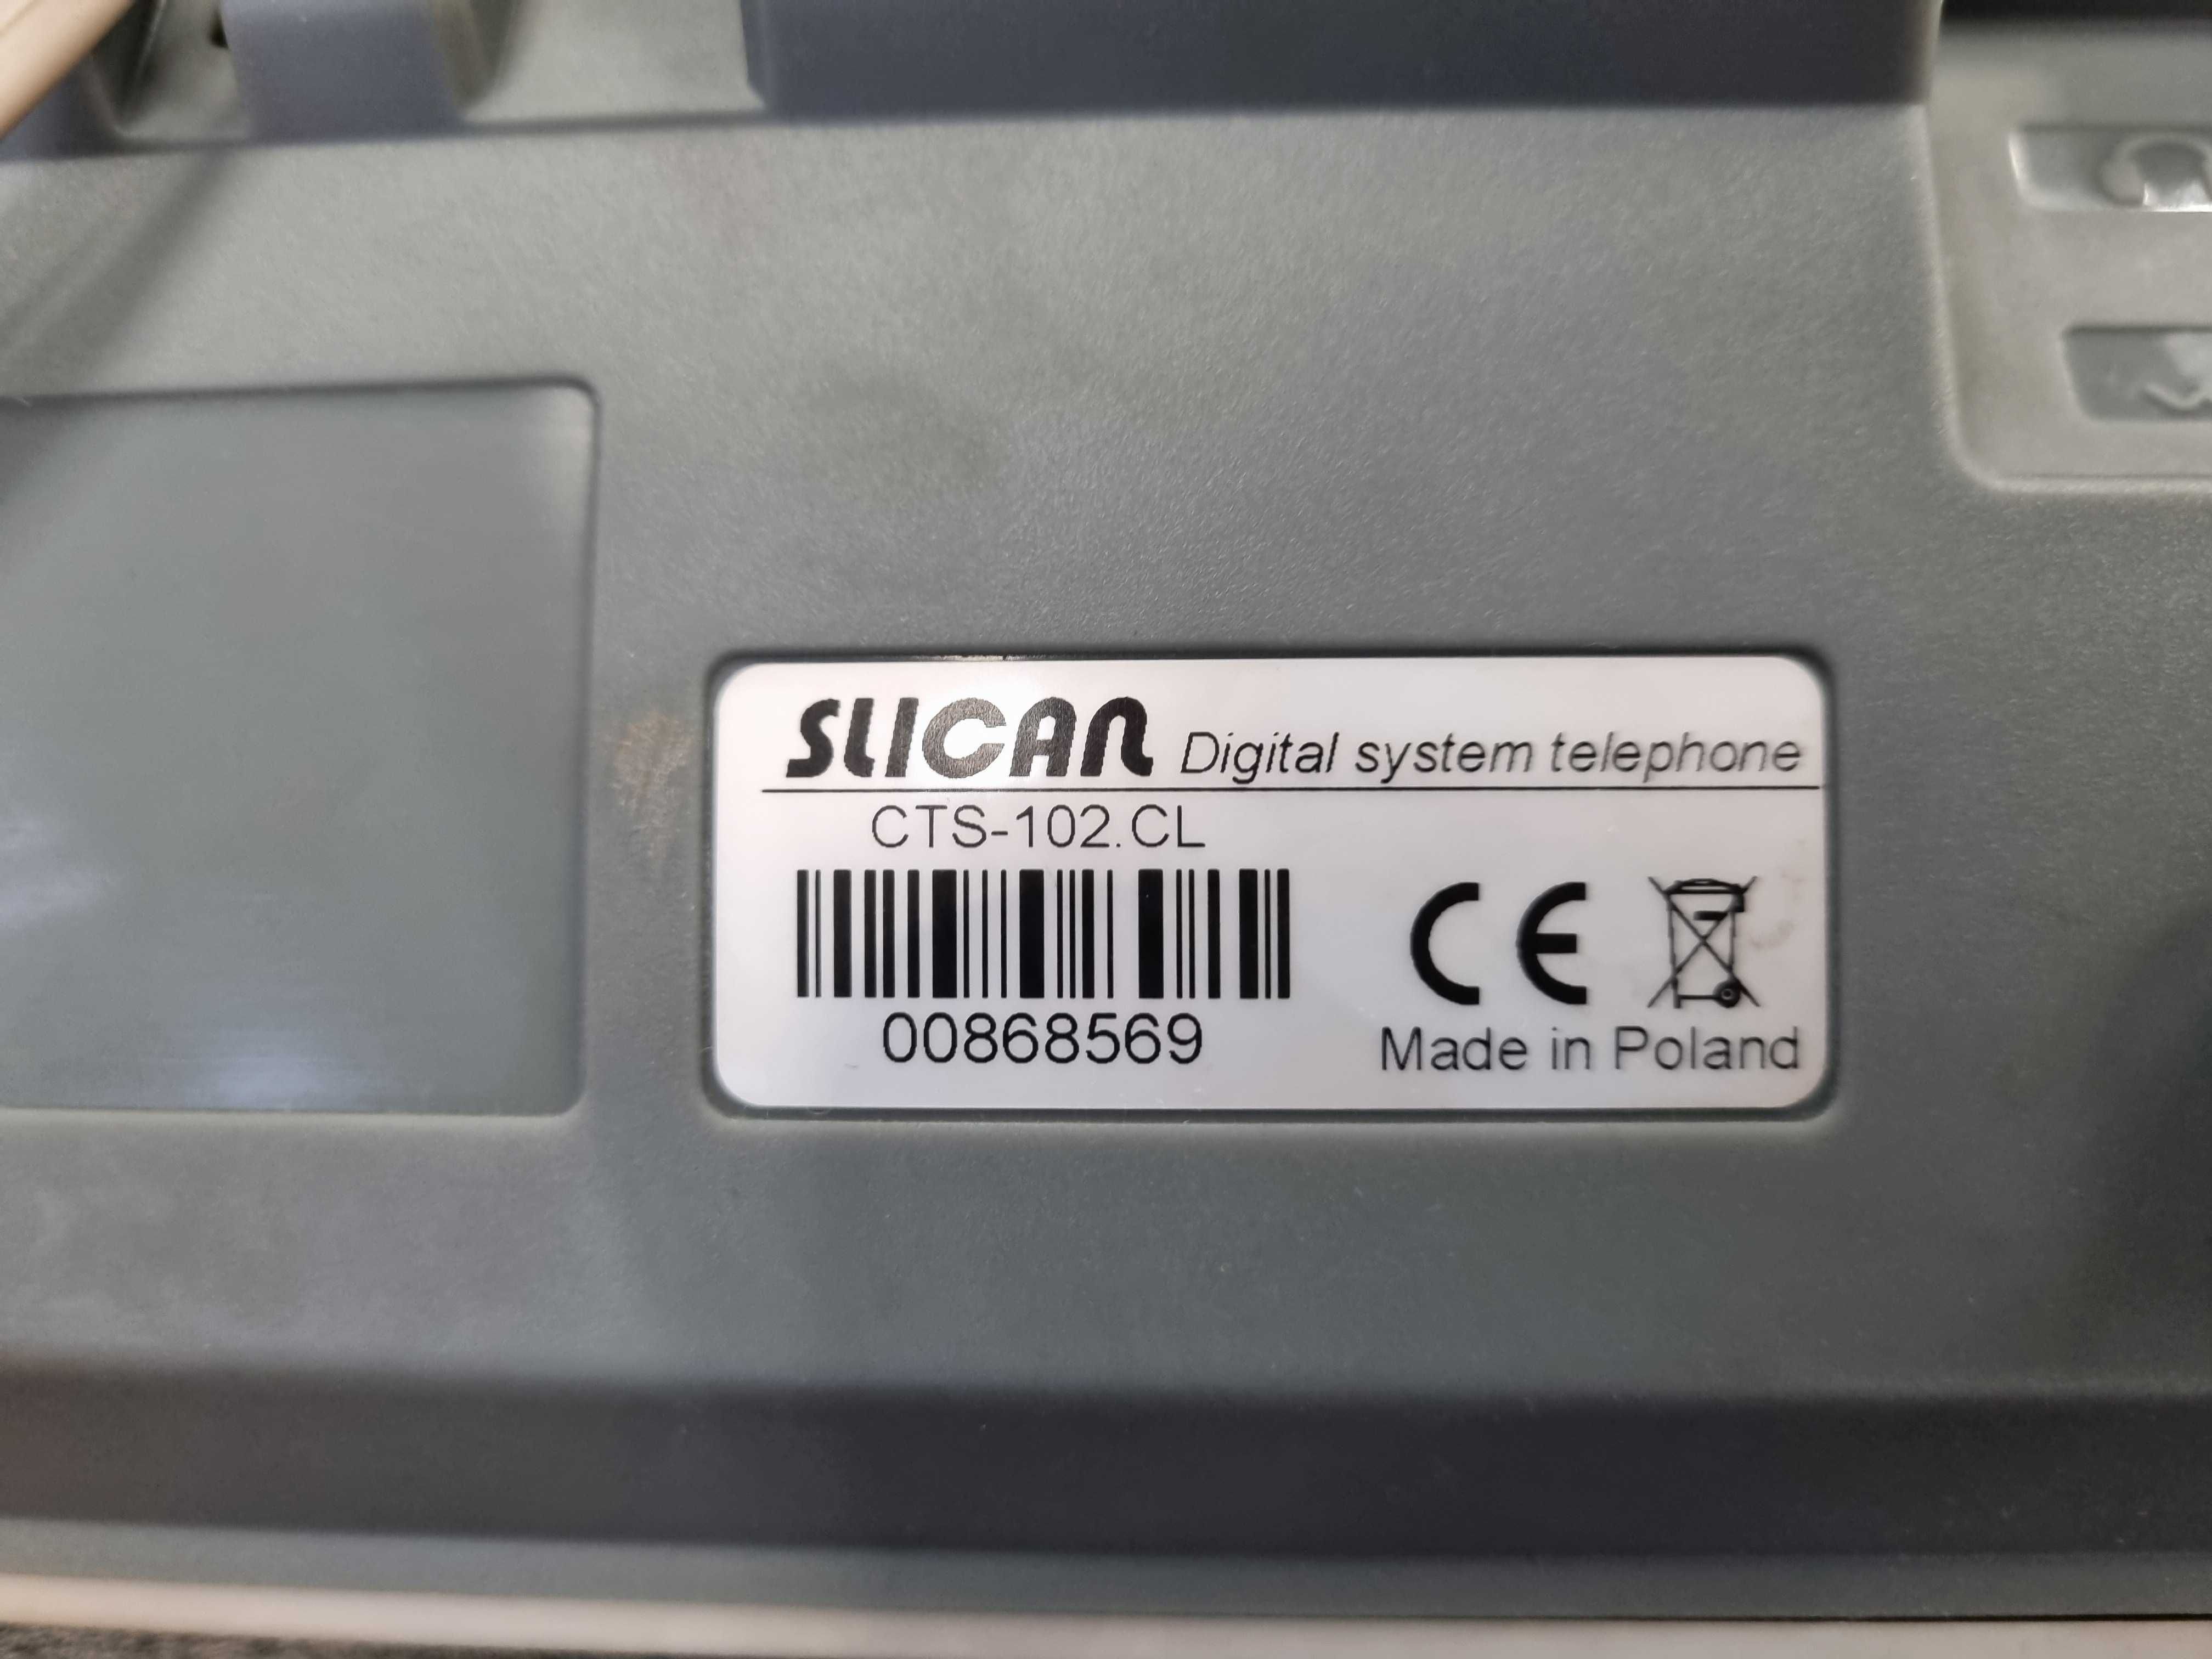 SLICAN Digital system telephone
CTS-102.CL
00868569
CE
Made in Poland